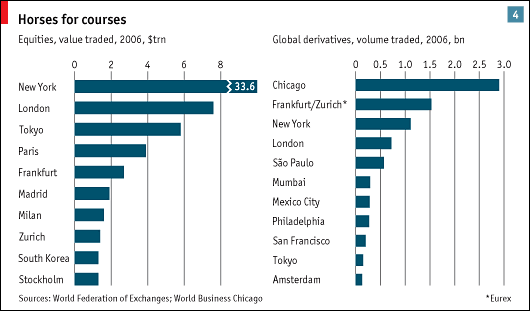 Horses for courses
4
Equities, value traded, 2006, $trn
0 2 4 6 8
New York 33.6
London
Tokyo
Paris
Frankfurt
Madrid
Milan
Zurich
South Korea
Stockholm
Global derivatives, volume traded, 2006, bn
0 0.5 1.0 1.5 2.0 2.5 3.0
Chicago
Frankfurt/Zurich*
New York
London
São Paulo
Mumbai
Mexico City
Philadelphia
San Francisco
Tokyo
Amsterdam
Sources: World Federation of Exchanges; World Business Chicago
*Eurex